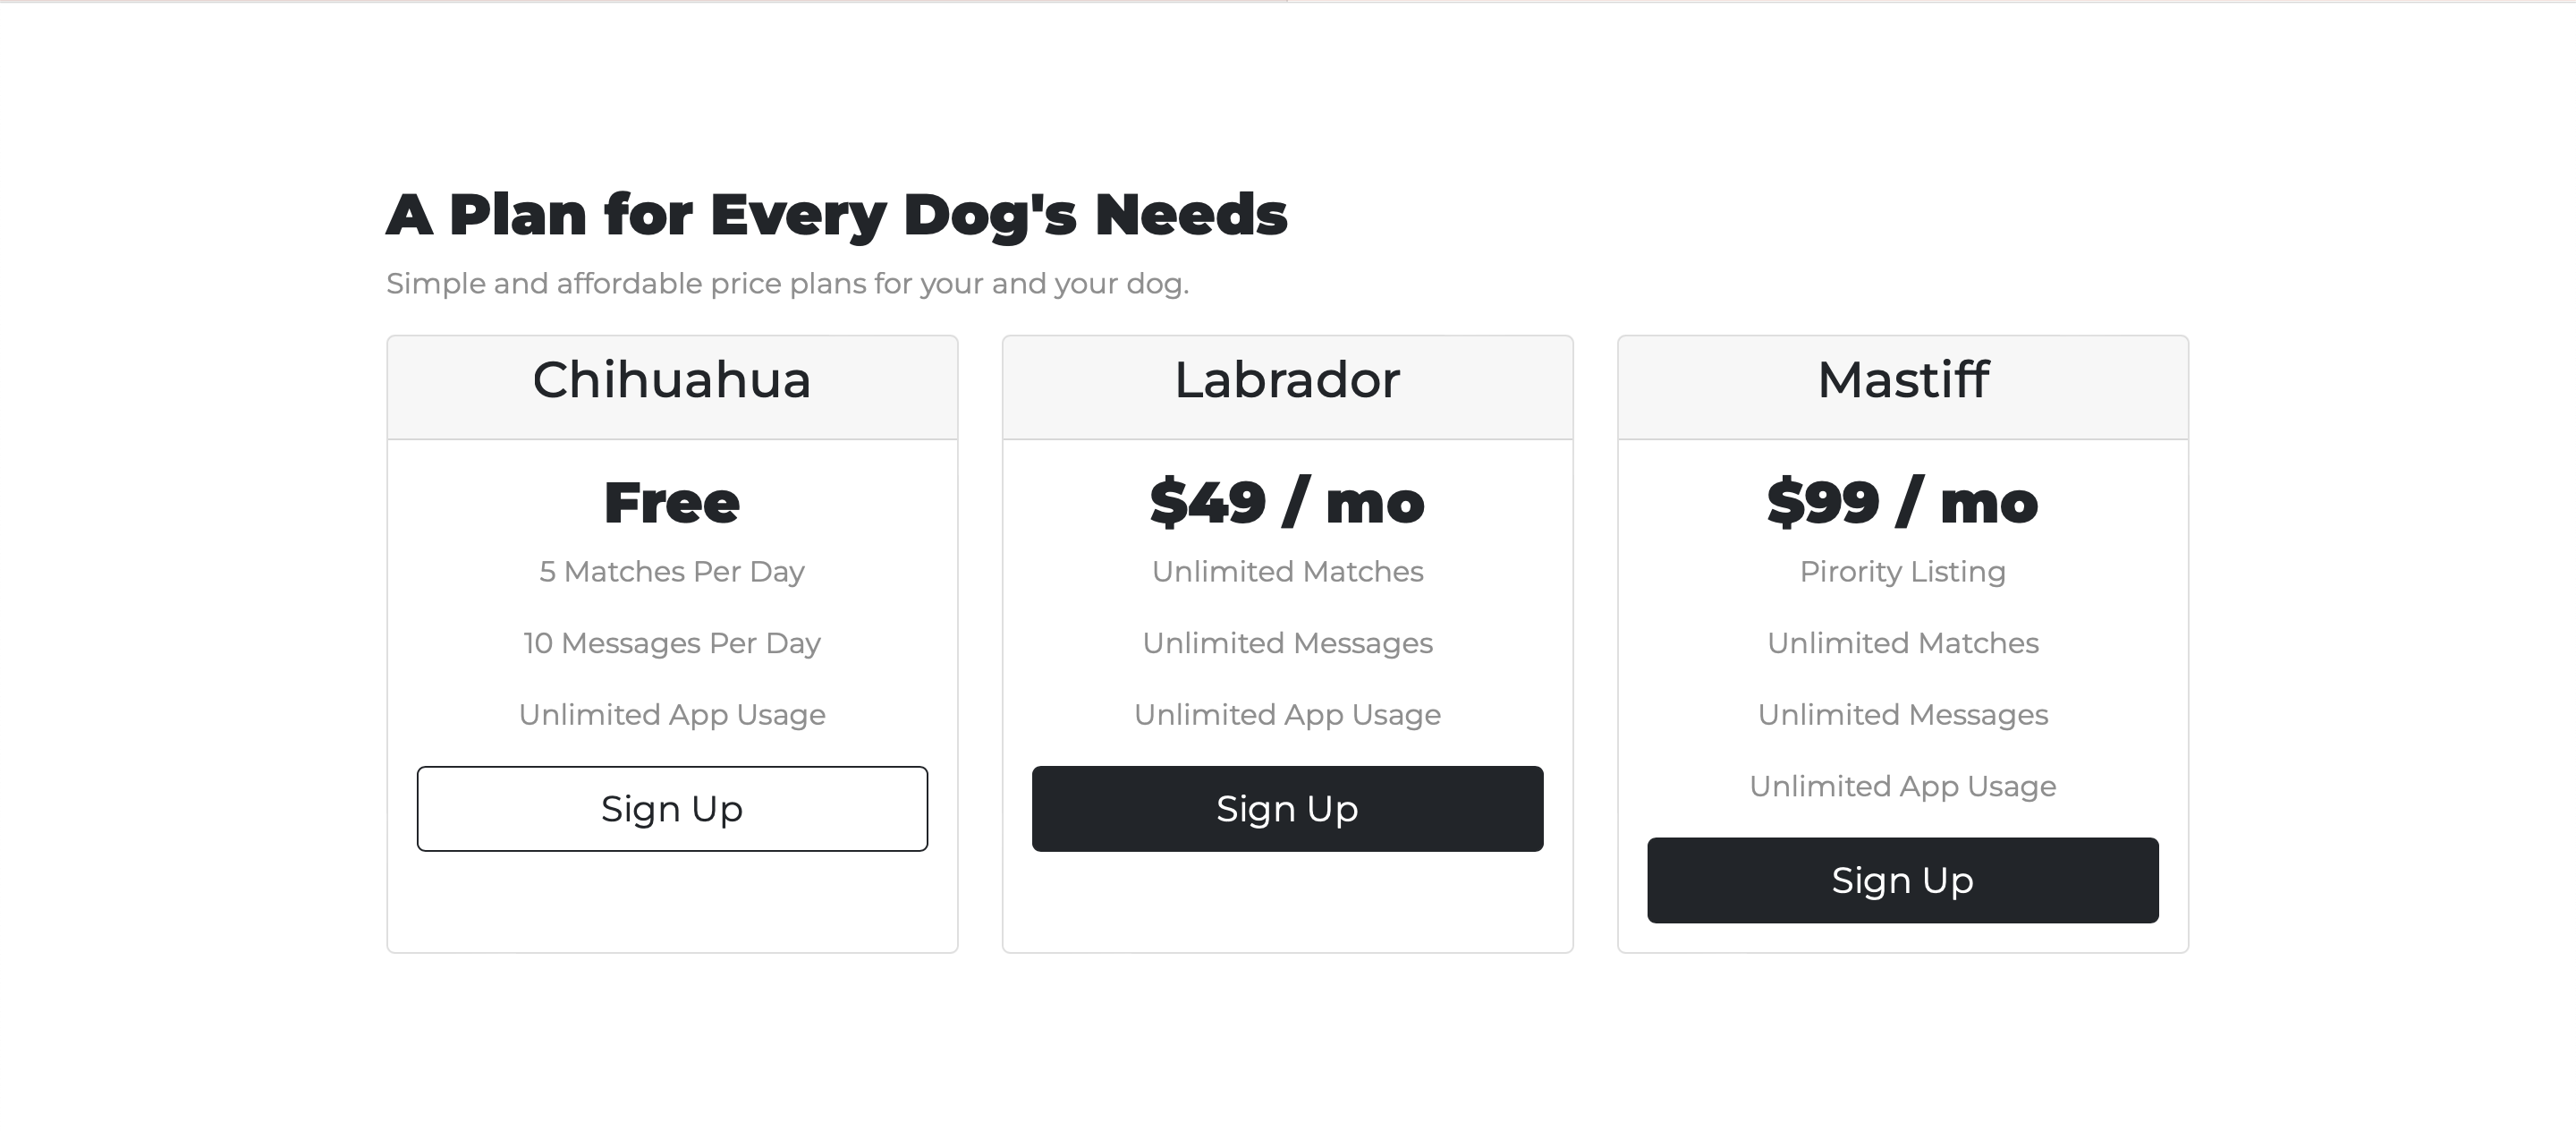 A Plan for Every Dog's Needs
Simple and affordable price plans for your and your dog.
Chihuahua
Free
5 Matches Per Day
10 Messages Per Day
Unlimited App Usage
Sign Up
Labrador
$49 / mo
Unlimited Matches
Unlimited Messages
Unlimited App Usage
Sign Up
Mastiff
$99 / mo
Pirority Listing
Unlimited Matches
Unlimited Messages
Unlimited App Usage
Sign Up